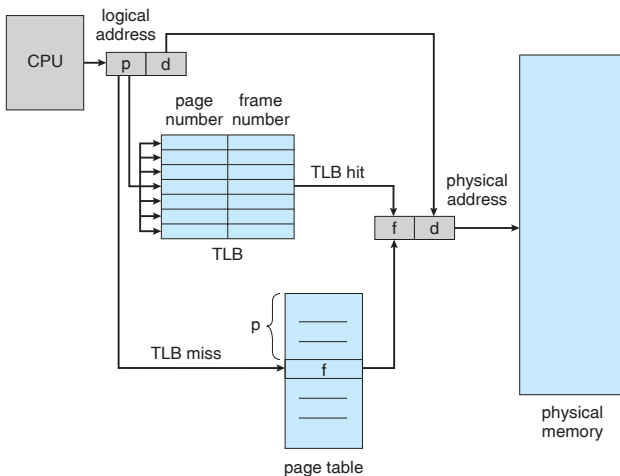 logical
address
CPU
p
d
page
number
frame
number
TLB hit
physical
address
f
d
TLB
p
TLB miss
f
page table
physical
memory